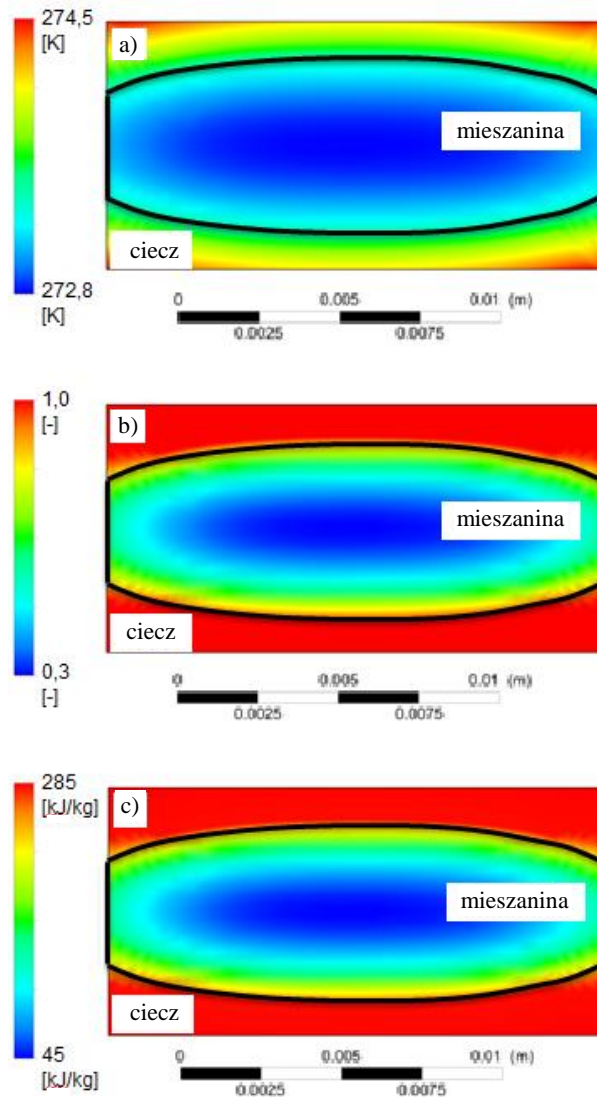 274,5
[K]
a)
mieszanina
ciecz
272,8
[K]
0 0.005 0.01 (m)
0.0025 0.0075
1,0
[-]
b)
mieszanina
ciecz
0,3
[-]
0 0.005 0.01 (m)
0.0025 0.0075
285
[kJ/kg]
c)
mieszanina
ciecz
45
[kJ/kg]
0 0.005 0.01 (m)
0.0025 0.0075